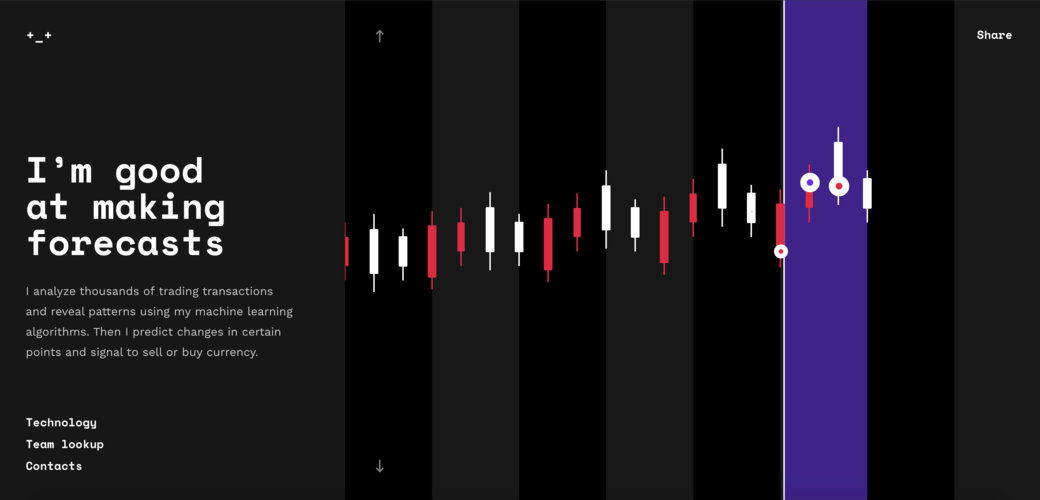 +_+
↑
Share
I’m good
at making
forecasts
I analyze thousands of trading transactions
and reveal patterns using my machine learning
algorithms. Then I predict changes in certain
points and signal to sell or buy currency.
Technology
Team lookup
Contacts
↓